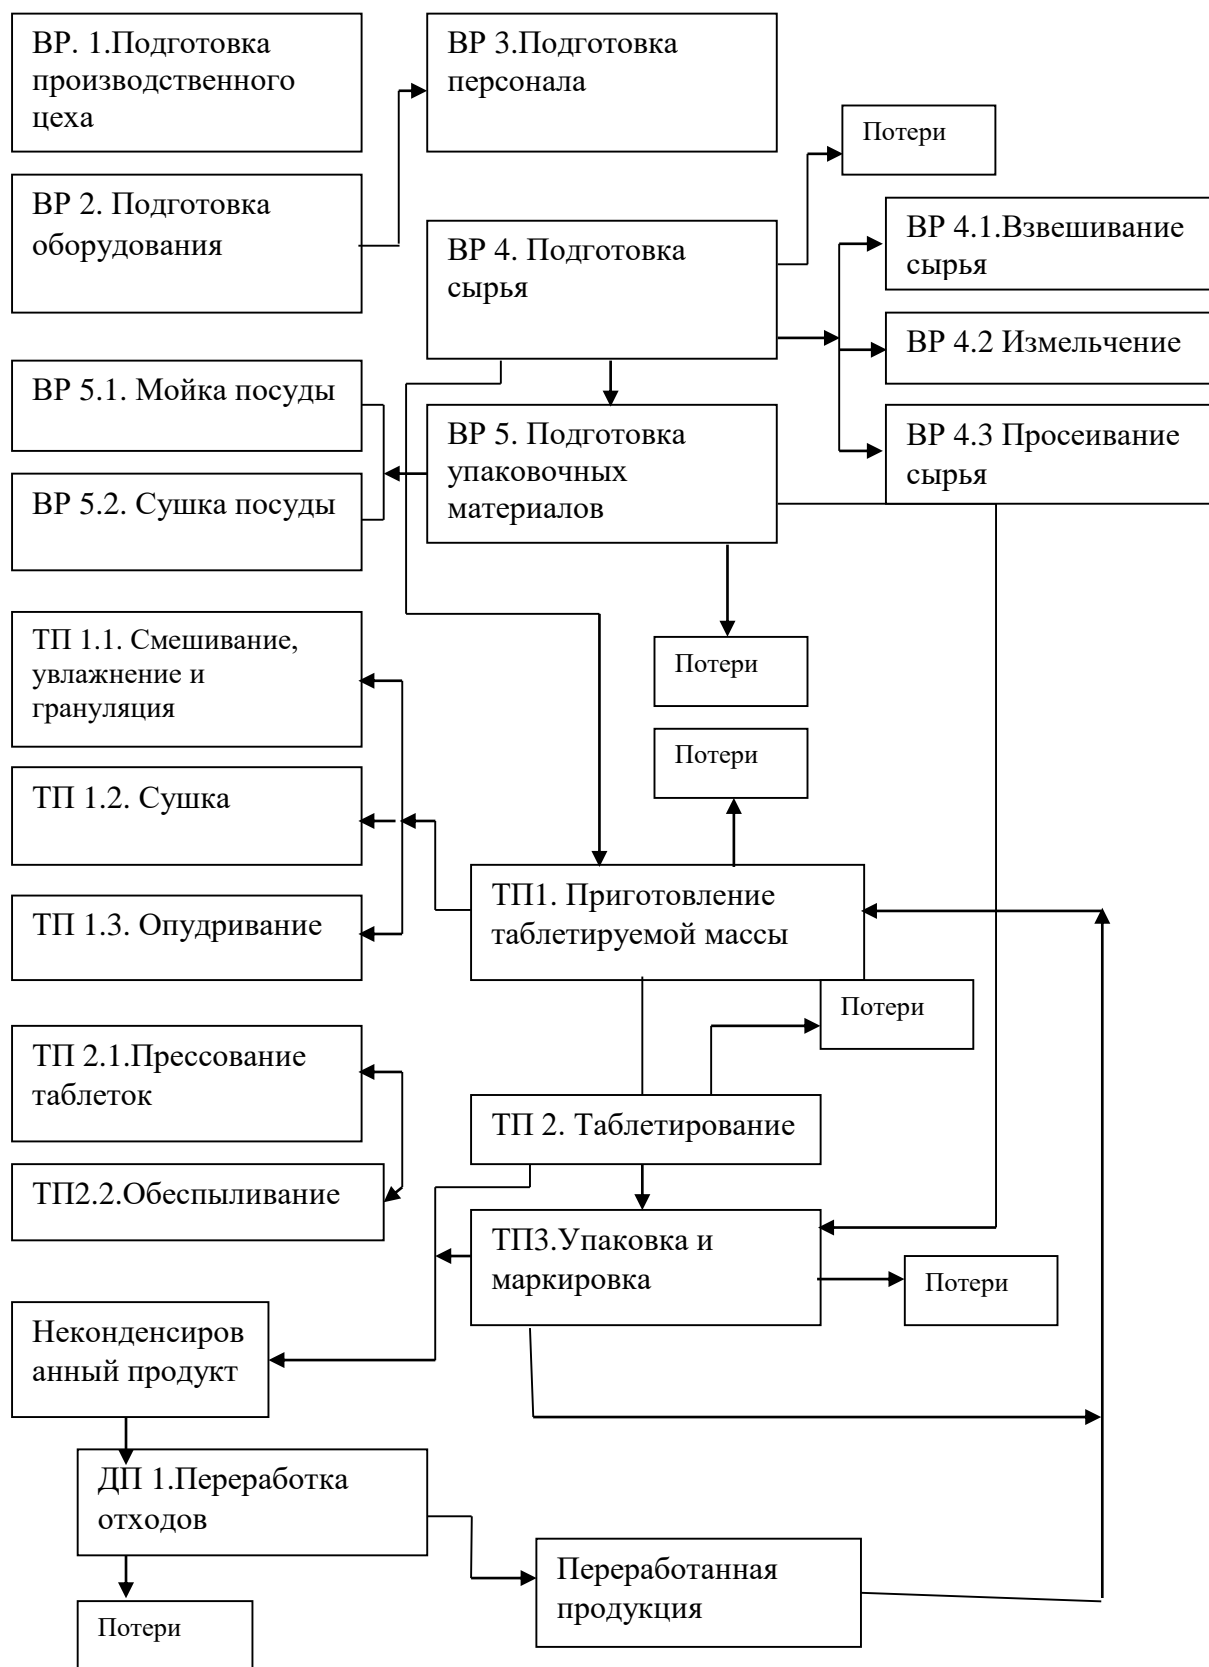 ВР. 1.Подготовка
производственного
цеха
ВР 3.Подготовка
персонала
Потери
ВР 2. Подготовка
оборудования
ВР 4. Подготовка
сырья
ВР 4.1.Взвешивание
сырья
ВР 4.2 Измельчение
ВР 5.1. Мойка посуды
ВР 5. Подготовка
упаковочных
материалов
ВР 4.3 Просеивание
сырья
ВР 5.2. Сушка посуды
ТП 1.1. Смешивание,
увлажнение и
грануляция
Потери
Потери
ТП 1.2. Сушка
ТП1. Приготовление
таблетируемой массы
ТП 1.3. Опудривание
Потери
ТП 2.1.Прессование
таблеток
ТП 2. Таблетирование
ТП2.2.Обеспыливание
ТП3.Упаковка и
маркировка
Потери
Неконденсиров
анный продукт
ДП 1.Переработка
отходов
Переработанная
продукция
Потери